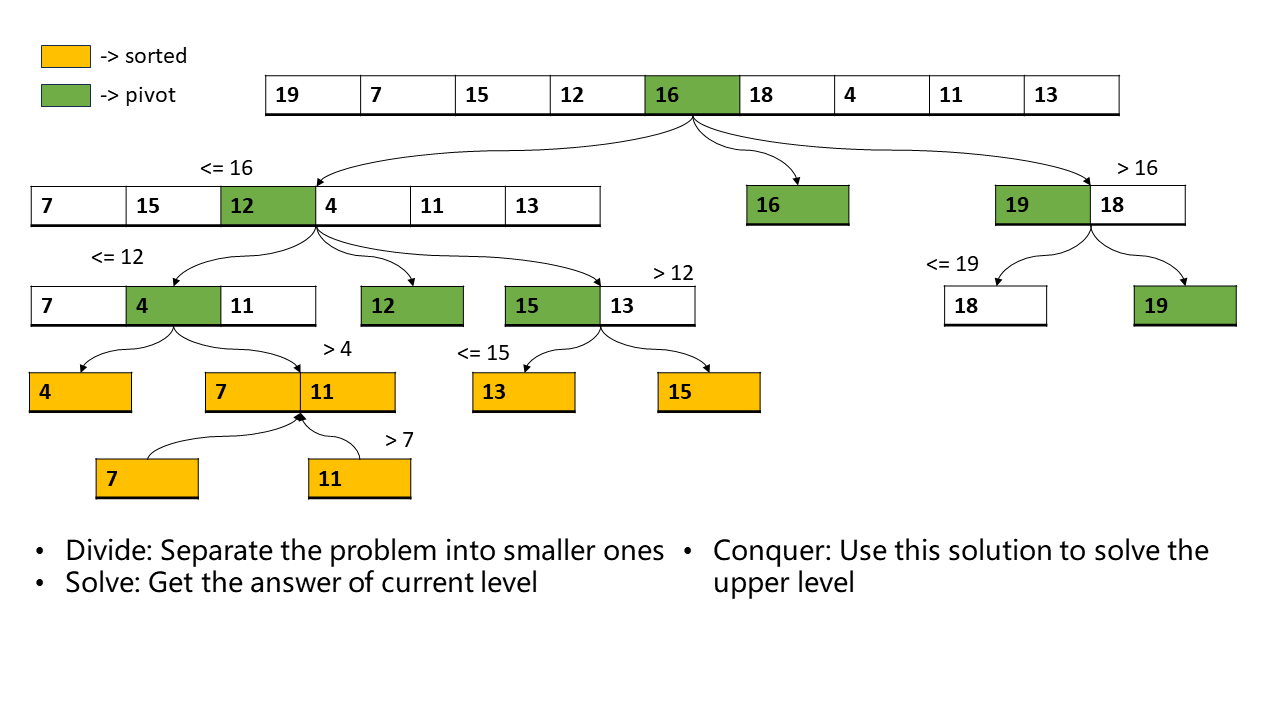 -> sorted
-> pivot
19 7 15 12 16 18 4 11 13
<= 16
> 16
7 15 12 4 11 13
16
19 18
<= 12
> 12
<= 19
7 4 11
12
15 13
18
19
> 4
<= 15
4
7 11
13
15
> 7
7
11
• Divide: Separate the problem into smaller ones
• Solve: Get the answer of current level
• Conquer: Use this solution to solve the
upper level